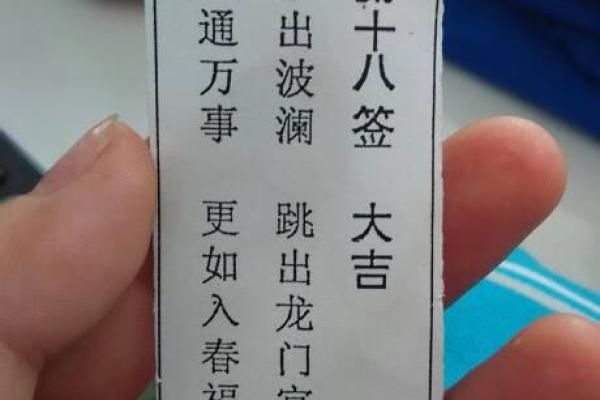 十八签 大吉
出波澜 跳出龙门
通万事 更如入春福